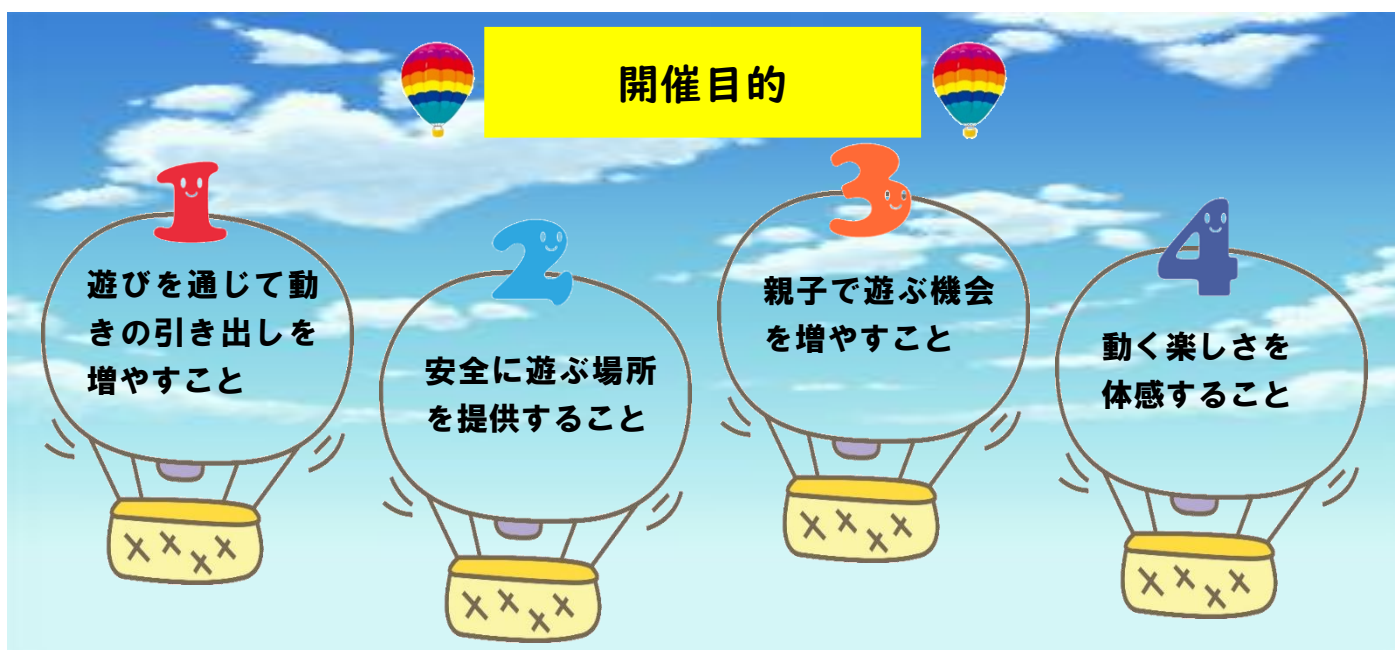 開催目的
1
遊びを通じて動
きの引き出しを
増やすこと
2
安全に遊ぶ場所
を提供すること
3
親子で遊ぶ機会
を増やすこと
4
動く楽しさを
体感すること